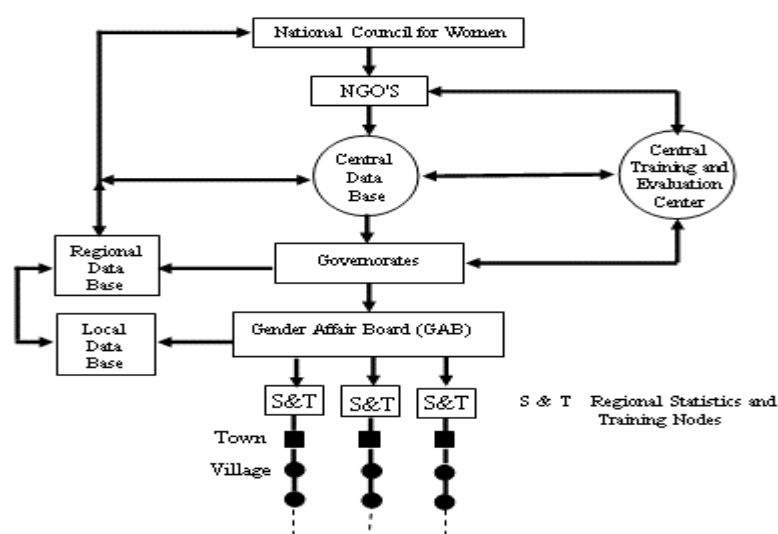 National Council for Women
NGO'S
Central
Data
Base
Central
Training and
Evaluation
Center
Regional
Data
Base
Governorates
Local
Data
Base
Gender Affair Board (GAB)
S&T
S&T
S&T
S & T Regional Statistics and
Training Nodes
Town
Village